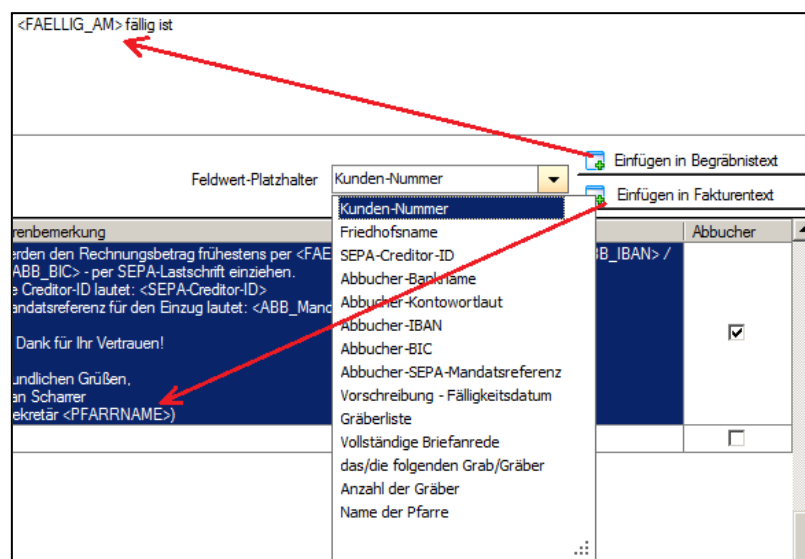 <FAELLIG_AM> fällig ist
Einfügen in Begräbnistext
Feldwert-Platzhalter Kunden-Nummer
Einfügen in Fakturentext
Kunden-Nummer
Friedhofsname
SEPA-Creditor-ID
Abbucher-Bankname
Abbucher-Kontowortlaut
Abbucher-IBAN
Abbucher-BIC
Abbucher-SEPA-Mandatsreferenz
Vorschreibung - Fälligkeitsdatum
Gräberliste
Vollständige Briefanrede
das/die folgenden Grab/Gräber
Anzahl der Gräber
Name der Pfarre
renbemerkung
Abbucher
erden den Rechnungsbetrag frühestens per <FAE
BB_IBAN> /
ABB_BIC> - per SEPA-Lastschrift einziehen.
e Creditor-ID lautet: <SEPA-Creditor-ID>
andatsreferenz für den Einzug lautet: <ABB_Mand
Dank für Ihr Vertrauen!
undlichen Grüßen,
an Scharrer
ekretär <PFARRNAME>)